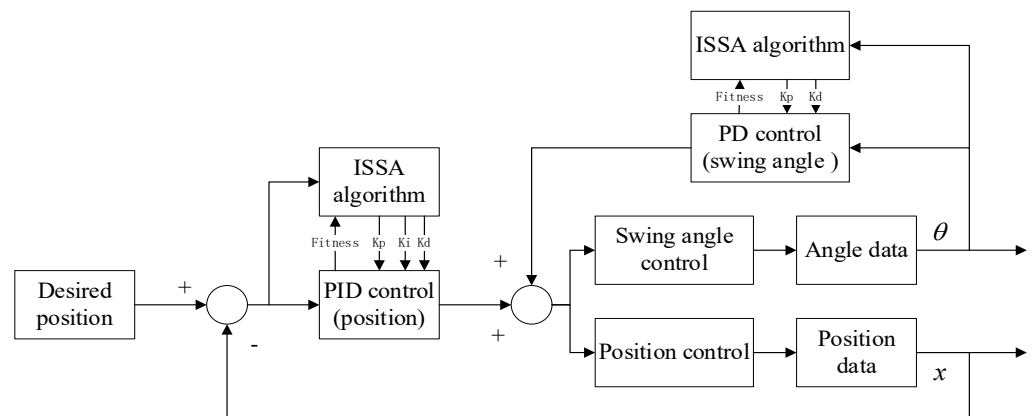 ISSA algorithm
Fitness
Kp
Kd
PD control
(swing angle )
ISSA
algorithm
Fitness
Kp
Ki
Kd
Swing angle
control
Angle data
θ
+
Desired
position
+
PID control
(position)
+
-
Position control
Position
data
x